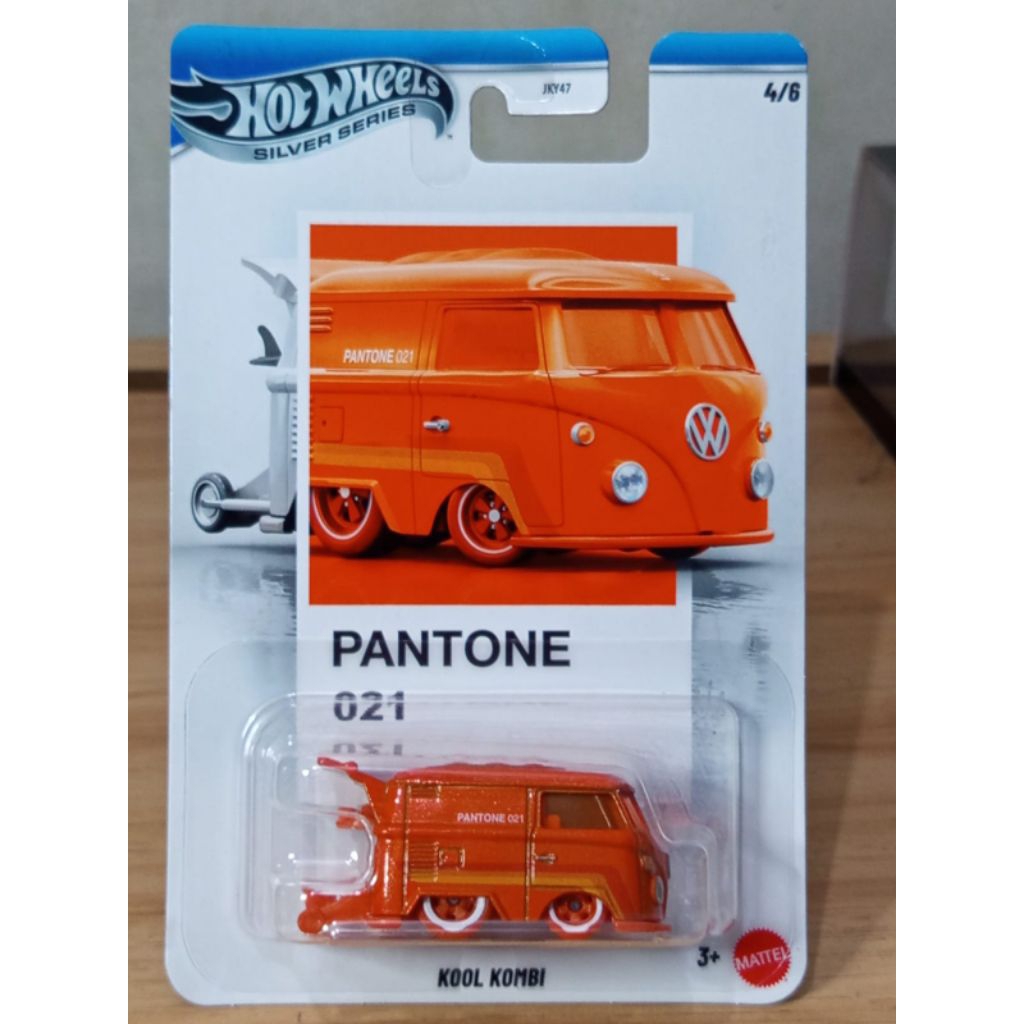 HOT WHEELS
SILVER SERIES
JKY47
4/6
PANTONE 021
PANTONE
021
PANTONE 021
KOOL KOMBI
3+
MATTEL